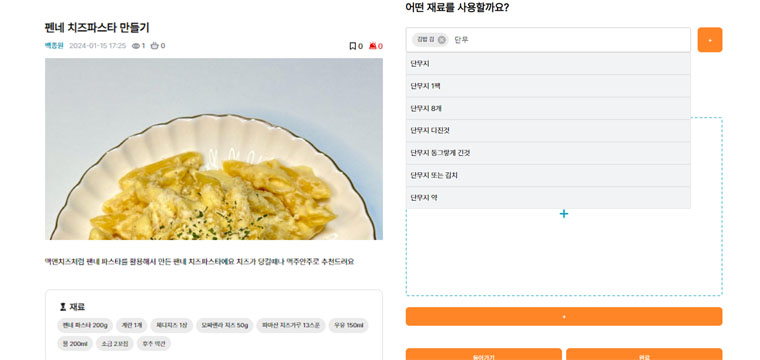 펜네 치즈파스타 만들기
백종원 2024-01-15 17:25 1 0 0 0
맥앤치즈처럼 펜네 파스타를 활용해서 만든 펜네 치즈파스타에요 치즈가 당길때나 맥주안주로 추천드려요
재료
펜네 파스타 200g 계란 1개 체다치즈 1장 모짜렐라 치즈 50g 파마산 치즈가루 13스푼 우유 150ml
물 200ml 소금 2꼬집 후추 약간
어떤 재료를 사용할까요?
김밥 김 단무 +
단무지
단무지 1팩
단무지 8개
단무지 다진것
단무지 동그랗게 긴것
단무지 또는 김치
단무지 약
+
+
돌아가기 완료